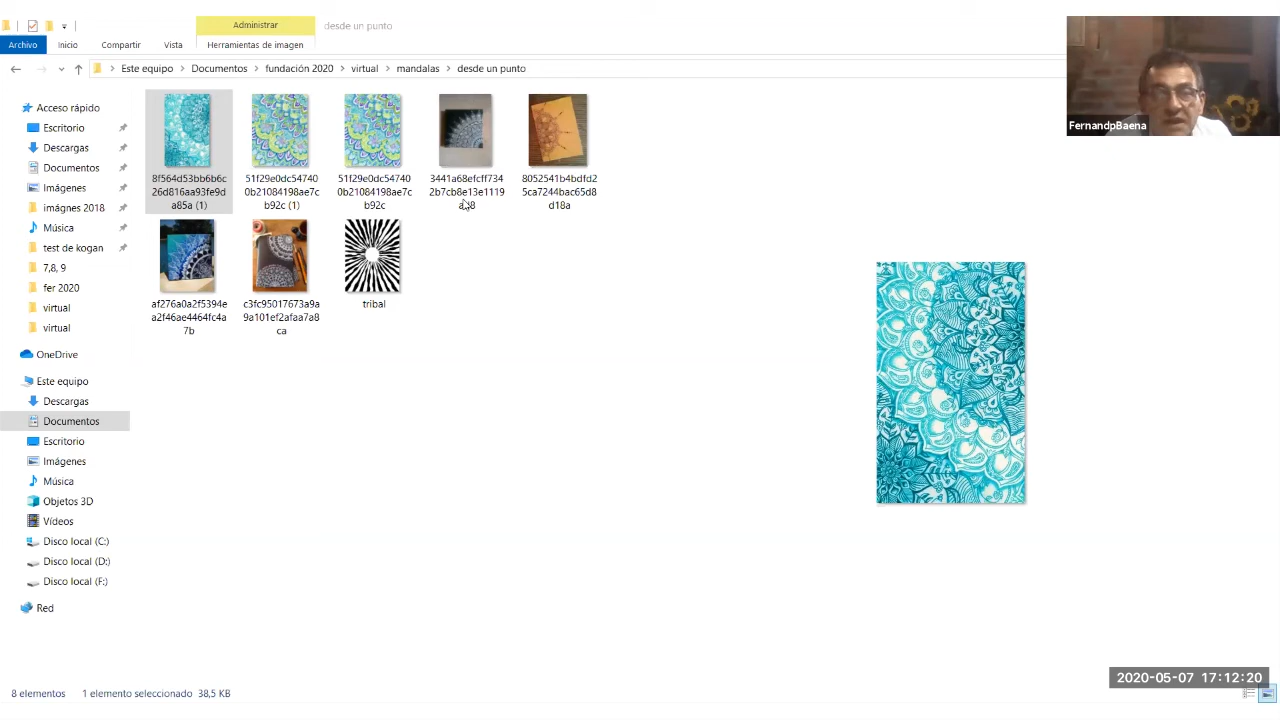 Administrar
desde un punto
Archivo
Inicio
Compartir
Vista
Herramientas de imagen
Este equipo > Documentos > fundación 2020 > virtual > mandalas > desde un punto
FernandpBaena
Acceso rápido
Escritorio
Descargas
Documentos
Imágenes
imágnes 2018
Música
test de kogan
7,8, 9
fer 2020
virtual
virtual
OneDrive
Este equipo
Descargas
Documentos
Escritorio
Imágenes
Música
Objetos 3D
Vídeos
Disco local (C:)
Disco local (D:)
Disco local (F:)
Red
8f564d53bb6b6c
26d816aa93fe9d
a85a (1)
51f29e0dc54740
0b21084198ae7c
b92c (1)
51f29e0dc54740
0b21084198ae7c
b92c
3441a68efcff734
2b7cb8e13e1119
8052541b4bdfd2
5ca7244bac65d8
d18a
af276a0a2f5394e
a2f46ae4464fc4a
7b
c3fc95017673a9a
9a101ef2afaa7a8
ca
tribal
8 elementos
1 elemento seleccionado 38,5 KB
2020-05-07 17:12:20